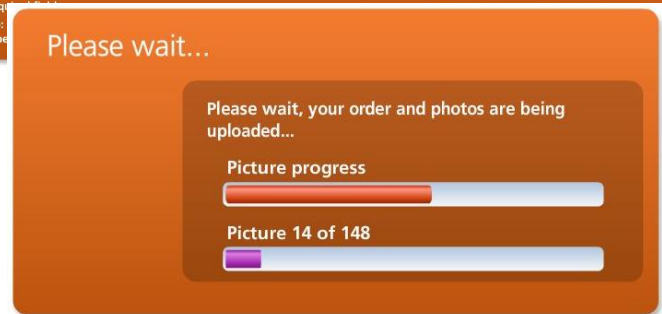 Please wait...
Please wait, your order and photos are being
uploaded...
Picture progress
Picture 14 of 148